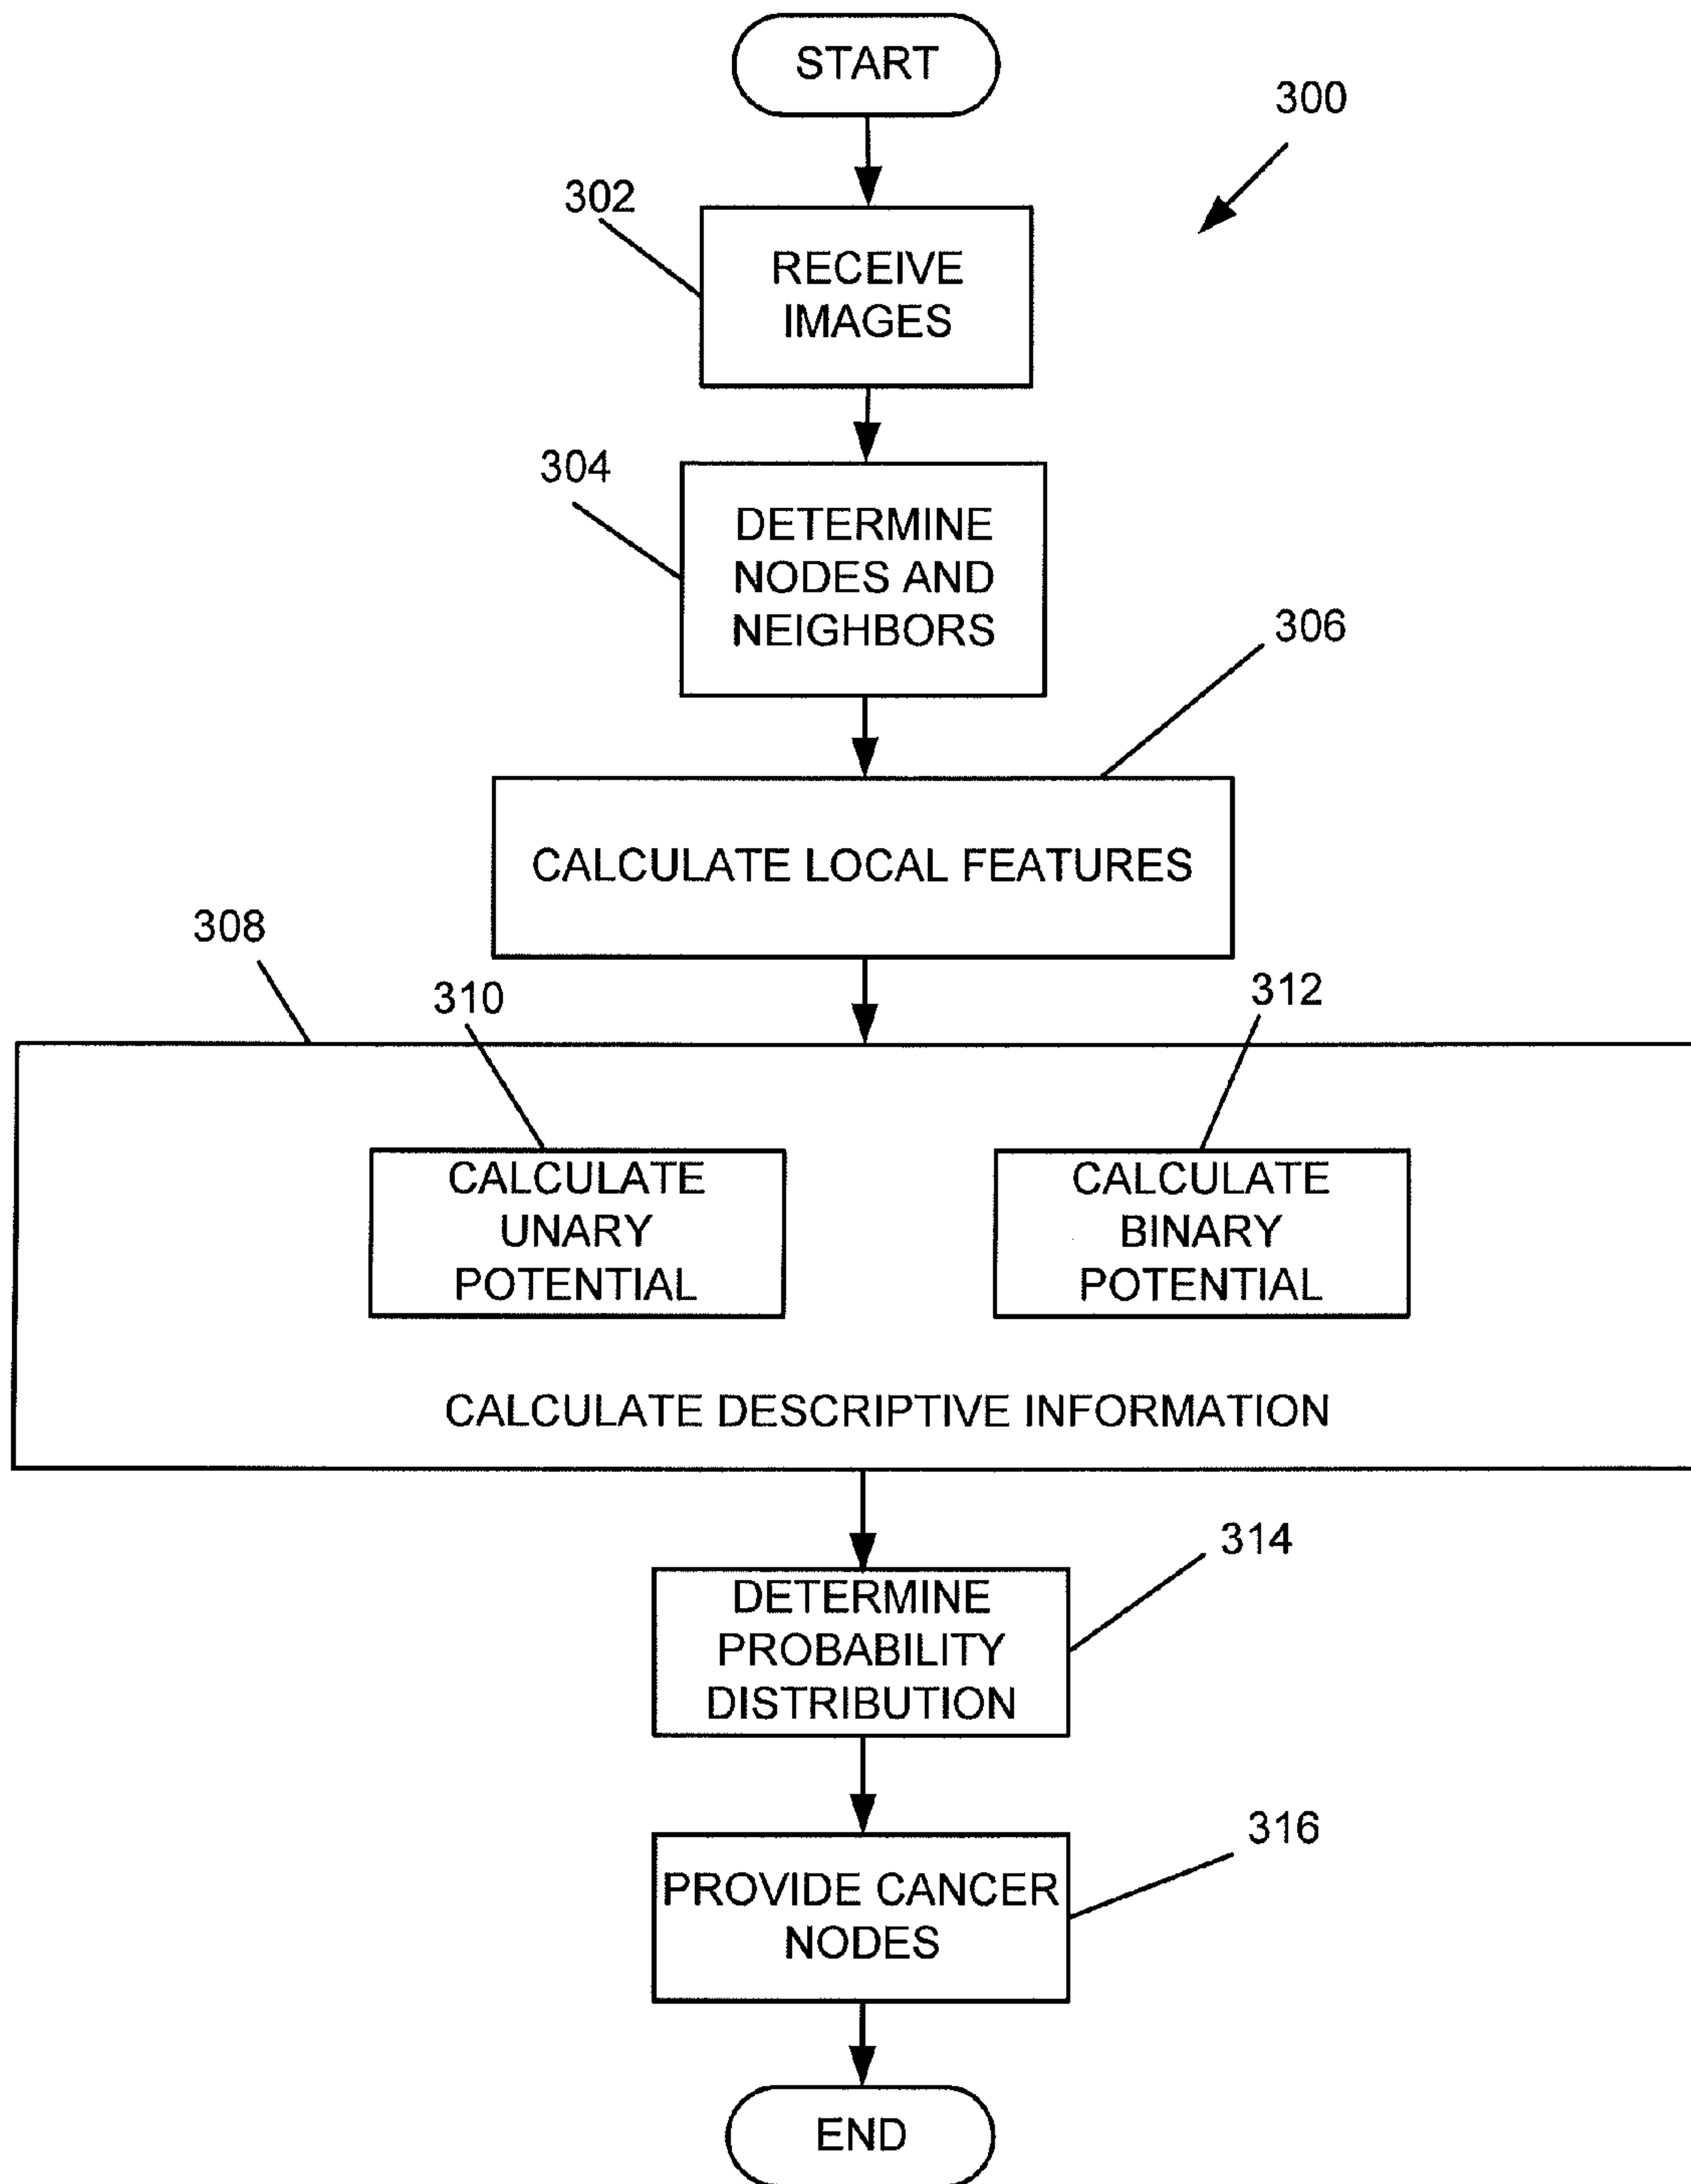 START
300
302
RECEIVE
IMAGES
304
DETERMINE
NODES AND
NEIGHBORS
306
CALCULATE LOCAL FEATURES
308
310
312
CALCULATE
UNARY
POTENTIAL
CALCULATE
BINARY
POTENTIAL
CALCULATE DESCRIPTIVE INFORMATION
314
DETERMINE
PROBABILITY
DISTRIBUTION
316
PROVIDE CANCER
NODES
END